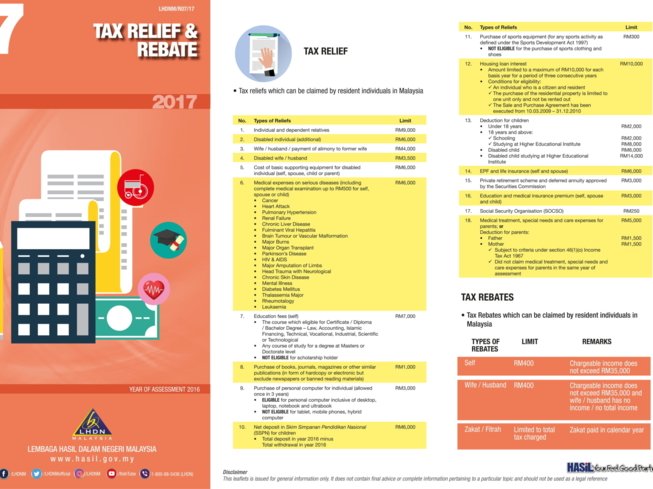 7
LHDNM/R07/17
TAX RELIEF &
REBATE
2017
YEAR OF ASSESSMENT 2016
LHDN
MALAYSIA
LEMBAGA HASIL DALAM NEGERI MALAYSIA
www.hasil.gov.my
TAX RELIEF
• Tax reliefs which can be claimed by resident individuals in Malaysia
No. Types of Reliefs Limit
1. Individual and dependent relatives RM9,000
2. Disabled individual (additional) RM6,000
3. Wife / husband / payment of alimony to former wife RM4,000
4. Disabled wife / husband RM3,500
5. Cost of basic supporting equipment for disabled RM6,000
individual (self, spouse, child or parent)
6. Medical expenses on serious diseases (including RM6,000
complete medical examination up to RM500 for self,
spouse or child)
• Cancer
• Heart Attack
• Pulmonary Hypertension
• Renal Failure
• Chronic Liver Disease
• Fulminant Viral Hepatitis
• Brain Tumour or Vascular Malformation
• Major Burns
• Major Organ Transplant
• Parkinson's Disease
• HIV & AIDS
• Major Amputation of Limbs
• Head Trauma with Neurological
• Chronic Skin Disease
• Mental Illness
• Diabetes Mellitus
• Thalassemia Major
• Rheumatology
• Leukaemia
7. Education Fees (self) RM7,000
• The course which eligible for Certificate / Diploma
/ Bachelor Degree – Law, Accounting, Islamic
Financing, Technical, Vocational, Industrial, Scientific
or Technological
• Any course of study for a degree at Masters or
Doctorate level
• NOT ELIGIBLE for scholarship holder
8. Purchase of books, journals, magazines or other similar RM1,000
publications (in form of hardcopy or electronic but
exclude newspapers or banned reading materials)
9. Purchase of personal computer for individual (allowed RM3,000
once in 3 years)
• ELIGIBLE for personal computer inclusive of desktop,
laptop, notebook and ultrabook
• NOT ELIGIBLE for tablet, mobile phones, hybrid
computer
10. Net deposit in Skim Simpanan Pendidikan Nasional RM6,000
(SSPN) for children
• Total deposit in year 2016 minus
Total withdrawal in year 2016
No. Types of Reliefs Limit
11. Purchase of sports equipment (for any sports activity as RM300
defined under the Sports Development Act 1997)
• NOT ELIGIBLE for the purchase of sports clothing and
shoes
12. Housing loan interest RM10,000
• Amount limited to a maximum of RM10,000 for each
basis year for a period of three consecutive years
• Conditions for eligibility:
✓ An individual who is a citizen and resident
✓ The purchase of the residential property is limited to
one unit only and not be rented out
✓ The Sale and Purchase Agreement has been
executed from 10.03.2009 – 31.12.2010
13. Deduction for children
• Under 18 years RM2,000
• 18 years and above:
✓ Schooling RM2,000
✓ Studying at Higher Educational Institute RM8,000
• Disabled child RM6,000
• Disabled child studying at Higher Educational RM14,000
Institute
14. EPF and life insurance (self and spouse) RM6,000
15. Private retirement scheme and deferred annuity approved RM3,000
by the Securities Commission
16. Education and medical insurance premium (self, spouse RM3,000
and child)
17. Social Security Organisation (SOCSO) RM250
18. Medical treatment, special needs and care expenses for RM5,000
parents, or
Deduction for parents:
• Father RM1,500
• Mother RM1,500
✓ Subject to criteria under section 46(1)(o) Income
Tax Act 1967
✓ Did not claim medical treatment, special needs and
care expenses for parents in the same year of
assessment
TAX REBATES
• Tax Rebates which can be claimed by resident individuals in
Malaysia
TYPES OF LIMIT REMARKS
REBATES
Self RM400 Chargeable income does
not exceed RM35,000
Wife / Husband RM400 Chargeable income does
not exceed RM35,000 and
wife / husband has no
income / no total income
Zakat / Fitrah Limited to total Zakat paid in calendar year
tax charged
HASiL
Disclaimer
This leaflets is issued for general information only. It does not contain final advice or complete information pertaining to a particular topic and should not be used as a legal reference